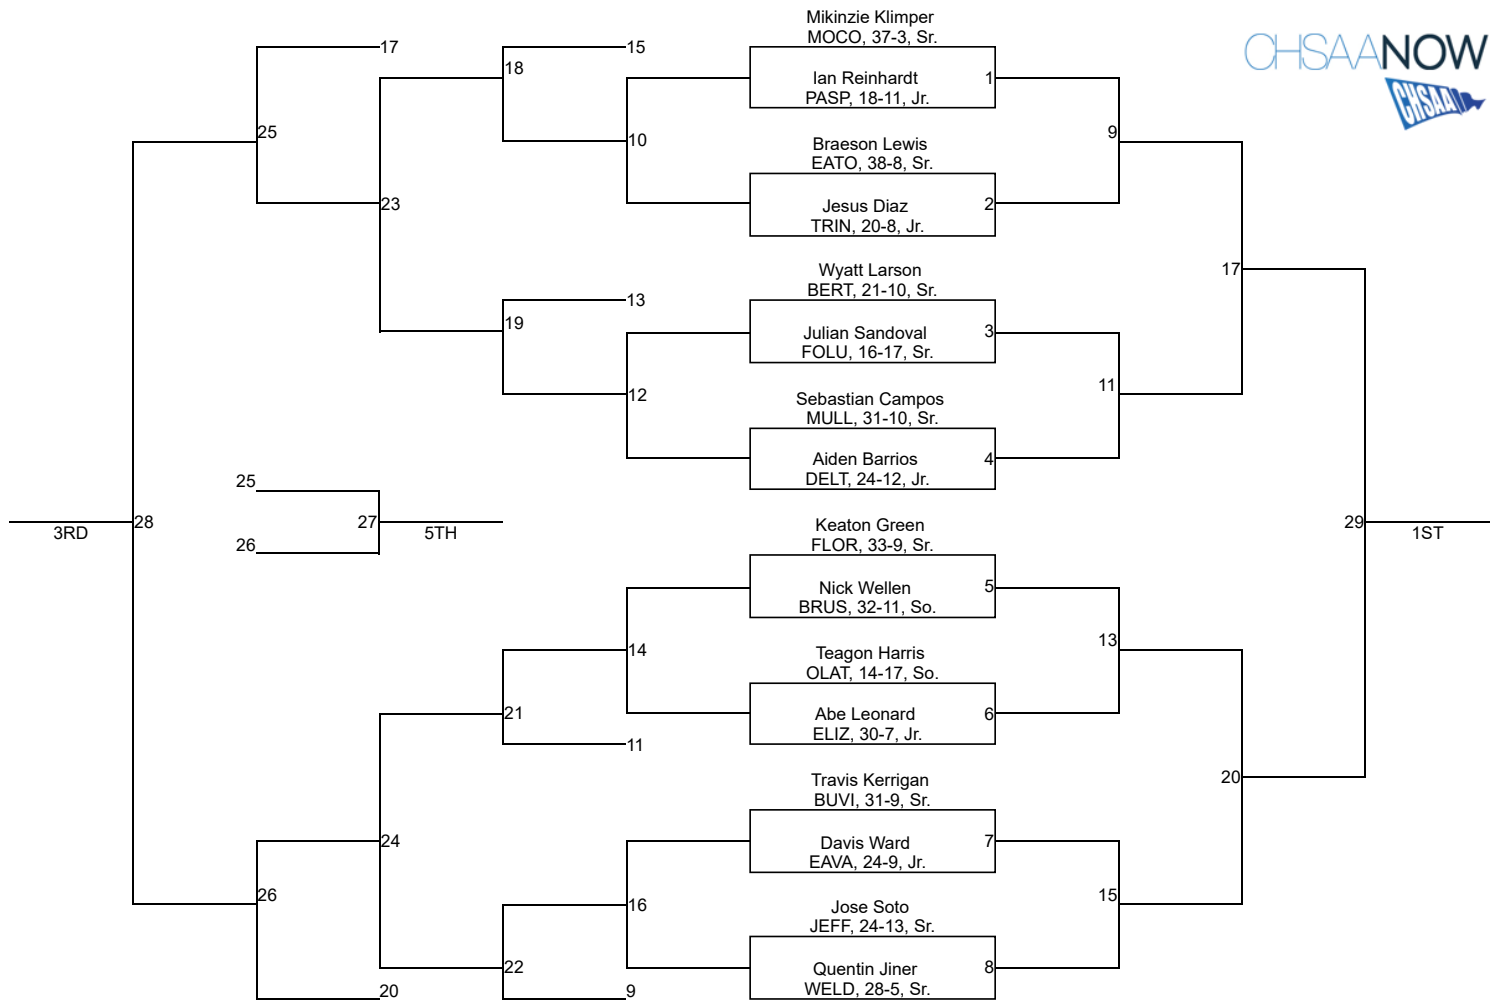 Mikinzie Klimper
MOCO, 37-3, Sr.
CHSAANOW
CHSAA
17
15
18
Ian Reinhardt
PASP, 18-11, Jr.
1
25
10
9
Braeson Lewis
EATO, 38-8, Sr.
23
Jesus Diaz
TRIN, 20-8, Jr.
2
Wyatt Larson
BERT, 21-10, Sr.
17
13
19
Julian Sandoval
FOLU, 16-17, Sr.
3
12
11
Sebastian Campos
MULL, 31-10, Sr.
Aiden Barrios
DELT, 24-12, Jr.
4
25
3RD
28
27
5TH
26
Keaton Green
FLOR, 33-9, Sr.
29
1ST
Nick Wellen
BRUS, 32-11, So.
5
14
13
Teagon Harris
OLAT, 14-17, So.
21
Abe Leonard
ELIZ, 30-7, Jr.
6
11
Travis Kerrigan
BUVI, 31-9, Sr.
20
24
Davis Ward
EAVA, 24-9, Jr.
7
26
16
15
Jose Soto
JEFF, 24-13, Sr.
22
Quentin Jiner
WELD, 28-5, Sr.
8
20
9